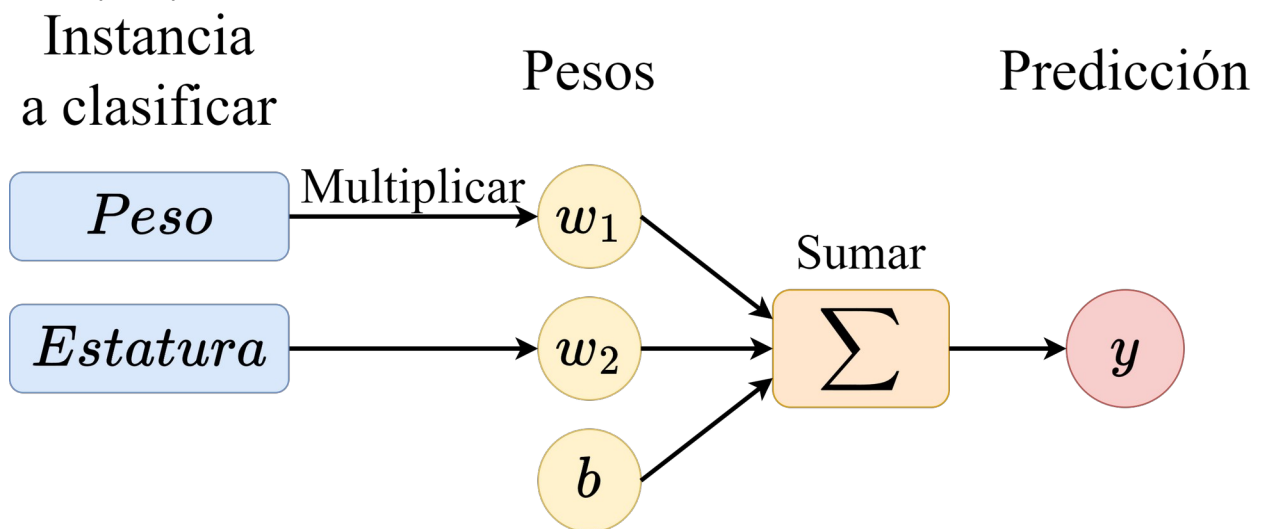 Instancia
a clasificar
Pesos
Predicción
Peso
Multiplicar
w₁
Sumar
Estatura
w₂
∑
y
b